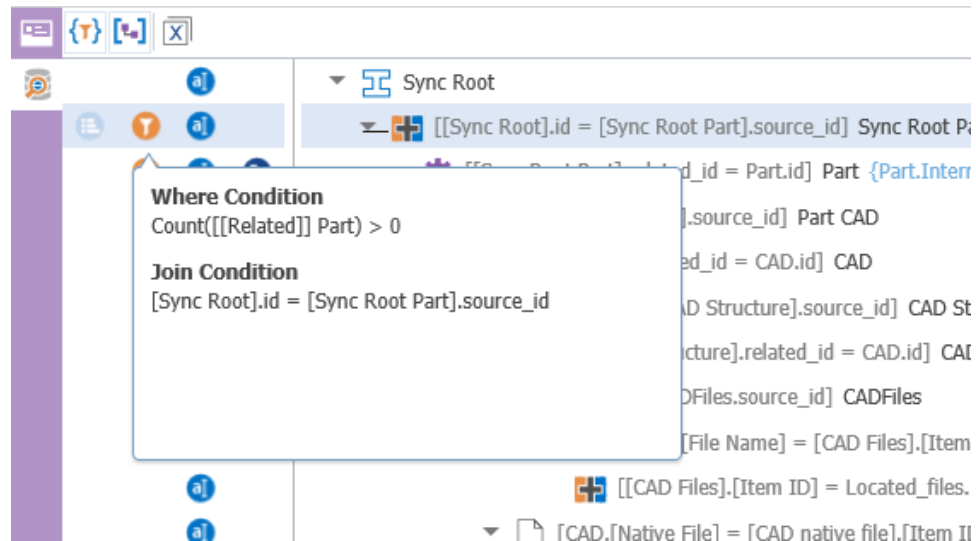 Sync Root
[[Sync Root].id = [Sync Root Part].source_id] Sync Root
d_id = Part.id] Part {Part.Intern
Where Condition
Count([[Related]] Part) > 0
Join Condition
[Sync Root].id = [Sync Root Part].source_id
].source_id] Part CAD
ed_id = CAD.id] CAD
D Structure].source_id] CAD St
cture].related_id = CAD.id] CAD
Files.source_id] CADFiles
[File Name] = [CAD Files].[Item
[[CAD Files].[Item ID] = Located_files.
[CAD.[Native File] = [CAD native file].[Item ID